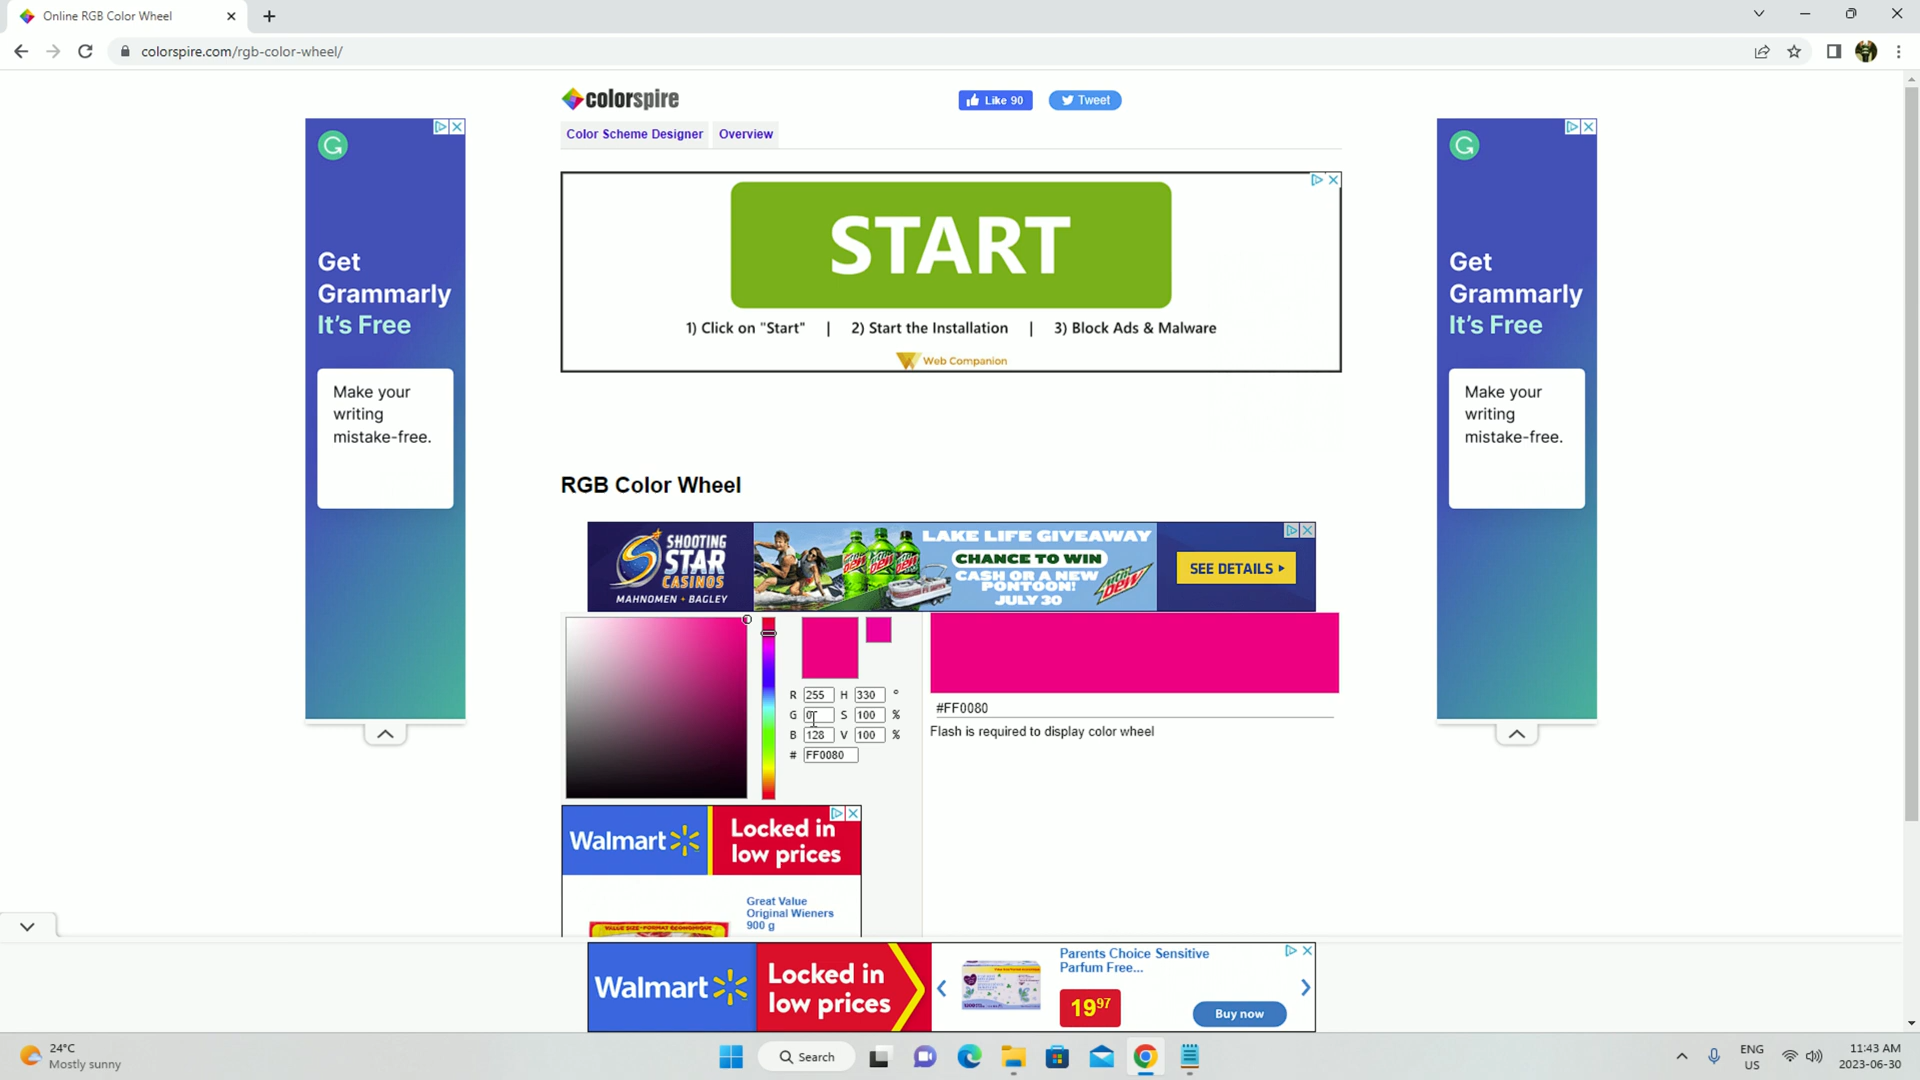 Online RGB Color Wheel
colorspire.com/rgb-color-wheel/
colorspire
Like 90
Tweet
Color Scheme Designer
Overview
START
1) Click on "Start" | 2) Start the Installation | 3) Block Ads & Malware
Web Companion
Get
Grammarly
It's Free
Make your
writing
mistake-free.
Get
Grammarly
It's Free
Make your
writing
mistake-free.
RGB Color Wheel
SHOOTING
STAR
CASINOS
MAHNOMEN • BAGLEY
LAKE LIFE GIVEAWAY
CHANCE TO WIN
CASH OR A NEW
PONTOON!
JULY 30
SEE DETAILS
R 255 H 330 °
G 0 S 100 %
B 128 V 100 %
# FF0080
#FF0080
Flash is required to display color wheel
Walmart
Locked in
low prices
Great Value
Original Wieners
900 g
VALUE SIZE-FORMAT ÉCONOMIQUE
Walmart
Locked in
low prices
Parents Choice Sensitive
Parfum Free...
19 97
Buy now
24°C
Mostly sunny
Search
ENG
US
11:43 AM
2023-06-30